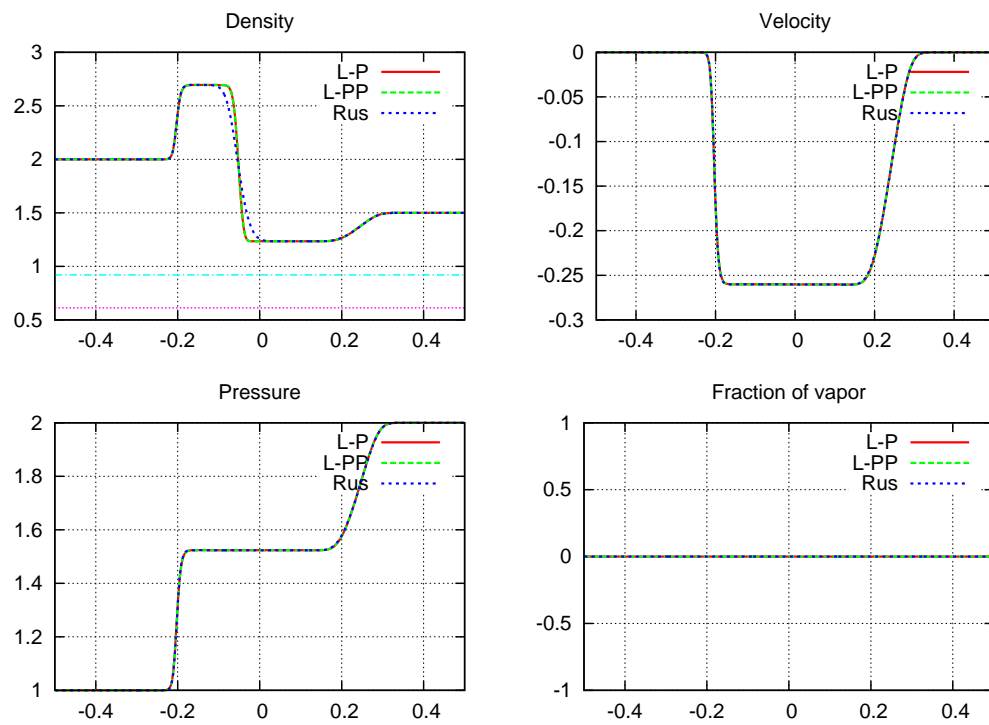 Density
3
2.5
2
1.5
1
0.5
-0.4 -0.2 0 0.2 0.4
L-P
L-PP
Rus
Velocity
0
-0.05
-0.1
-0.15
-0.2
-0.25
-0.3
-0.4 -0.2 0 0.2 0.4
L-P
L-PP
Rus
Pressure
2
1.8
1.6
1.4
1.2
1
-0.4 -0.2 0 0.2 0.4
L-P
L-PP
Rus
Fraction of vapor
1
0.5
0
-0.5
-1
-0.4 -0.2 0 0.2 0.4
L-P
L-PP
Rus